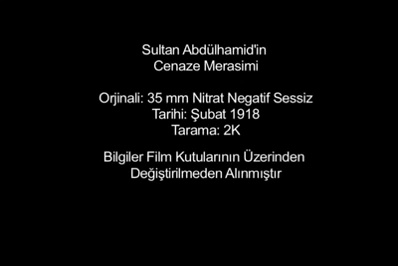 Sultan Abdülhamid'in
Cenaze Merasimi
Orjinali: 35 mm Nitrat Negatif Sessiz
Tarihi: Şubat 1918
Tarama: 2K
Bilgiler Film Kutularının Üzerinden
Değiştirilmeden Alınmıştır